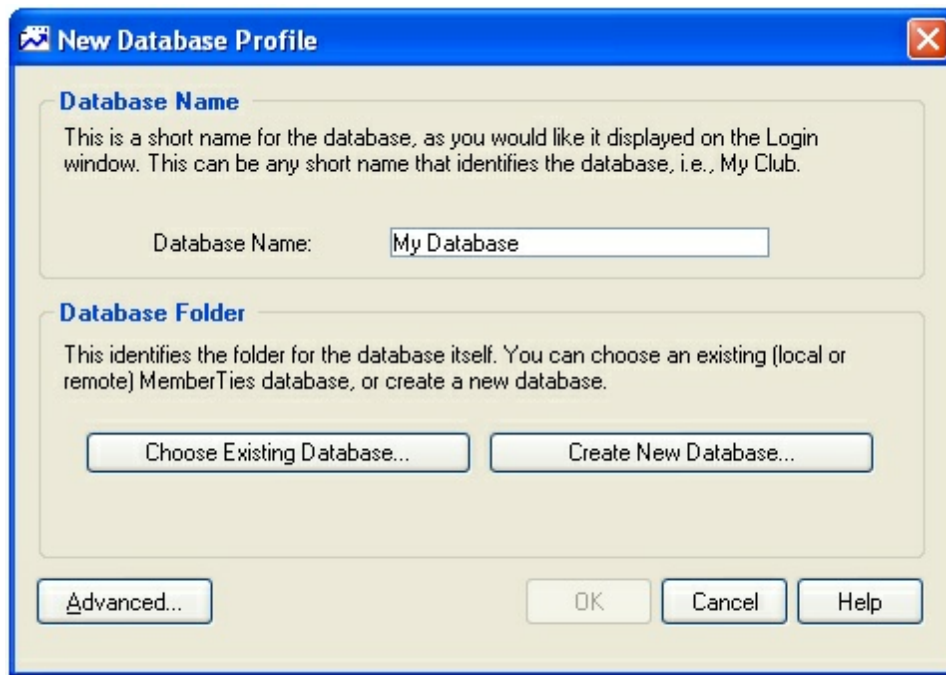 New Database Profile
Database Name
This is a short name for the database, as you would like it displayed on the Login
window. This can be any short name that identifies the database, i.e., My Club.
Database Name: My Database
Database Folder
This identifies the folder for the database itself. You can choose an existing (local or
remote) MemberTies database, or create a new database.
Choose Existing Database... Create New Database...
Advanced... OK Cancel Help